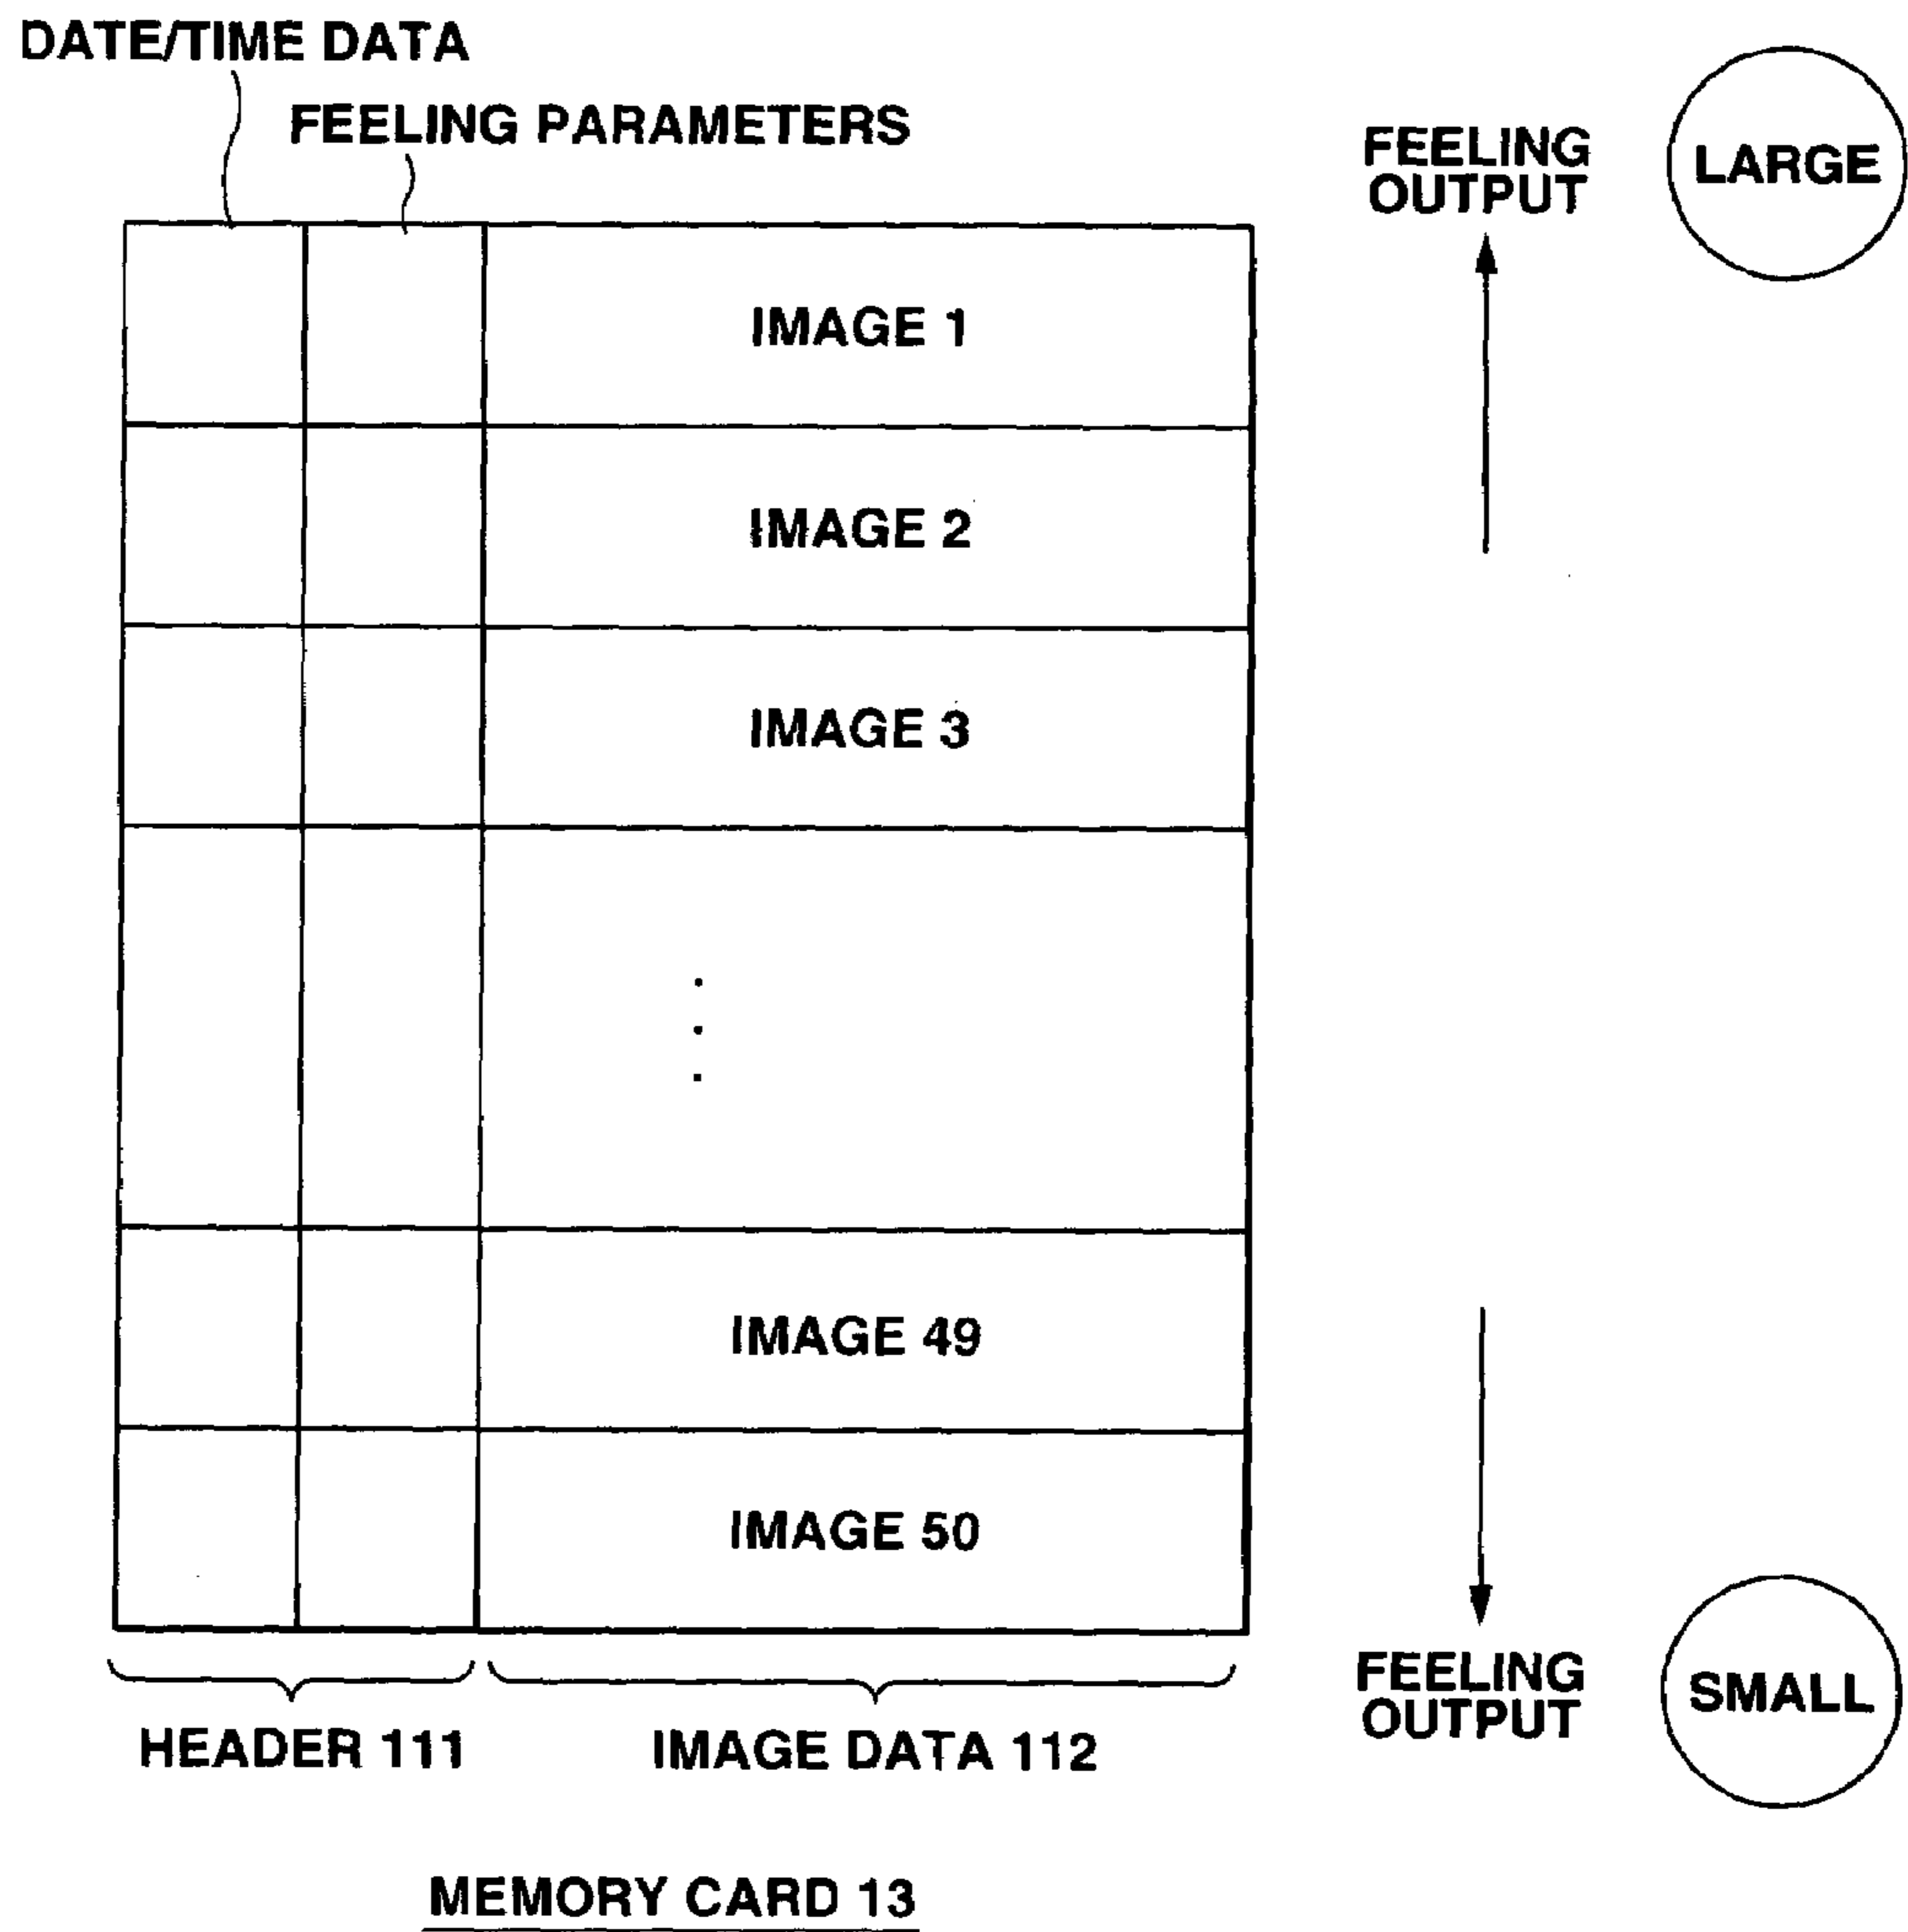 DATE/TIME DATA
FEELING PARAMETERS
FEELING
OUTPUT
LARGE
IMAGE 1
IMAGE 2
IMAGE 3
IMAGE 49
IMAGE 50
FEELING
OUTPUT
SMALL
HEADER 111
IMAGE DATA 112
MEMORY CARD 13